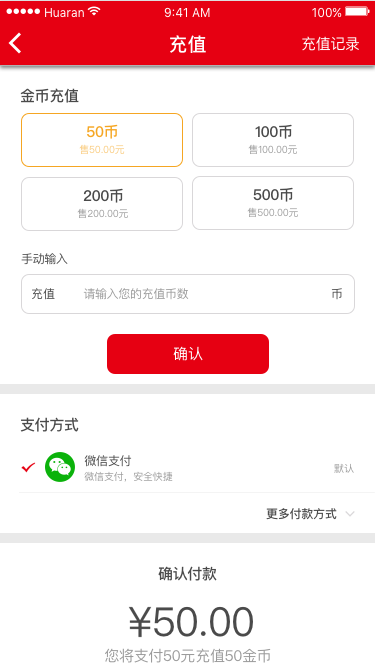 Huaran 9:41 AM 100%
充值 充值记录
金币充值
50币 100币
售50.00元 售100.00元
200币 500币
售200.00元 售500.00元
手动输入
充值 请输入您的充值币数 币
确认
支付方式
微信支付
微信支付，安全快捷 默认
更多付款方式
确认付款
¥50.00
您将支付50元充值50金币